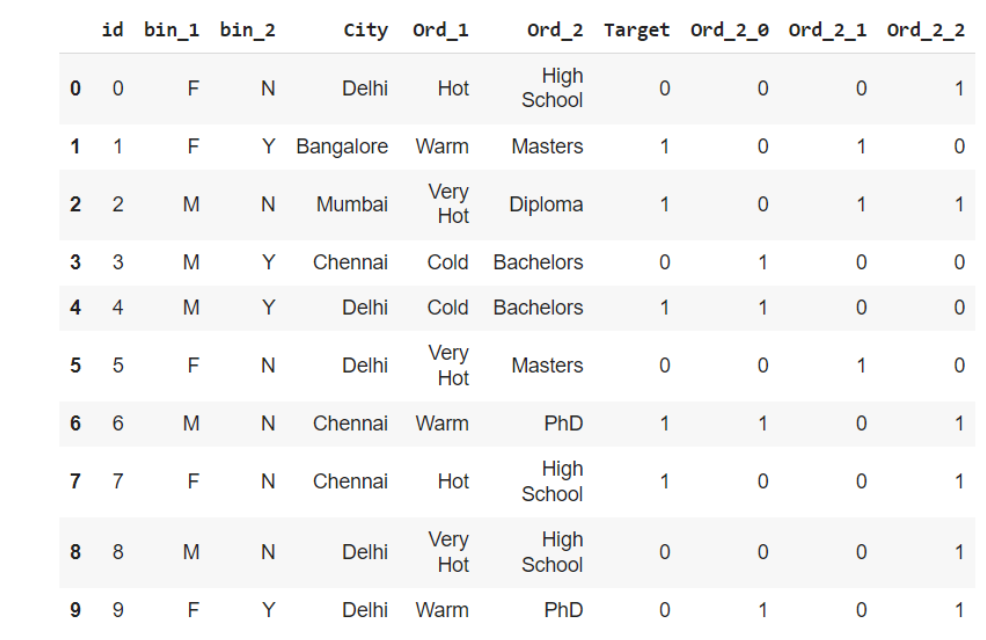 id bin_1 bin_2 City Ord_1 Ord_2 Target Ord_2_0 Ord_2_1 Ord_2_2
0 0 F N Delhi Hot High School 0 0 0 1
1 1 F Y Bangalore Warm Masters 1 0 1 0
2 2 M N Mumbai Very Hot Diploma 1 0 1 1
3 3 M Y Chennai Cold Bachelors 0 1 0 0
4 4 M Y Delhi Cold Bachelors 1 1 0 0
5 5 F N Delhi Very Hot Masters 0 0 1 0
6 6 M N Chennai Warm PhD 1 1 0 1
7 7 F N Chennai Hot High School 1 0 0 1
8 8 M N Delhi Very Hot High School 0 0 0 1
9 9 F Y Delhi Warm PhD 0 1 0 1